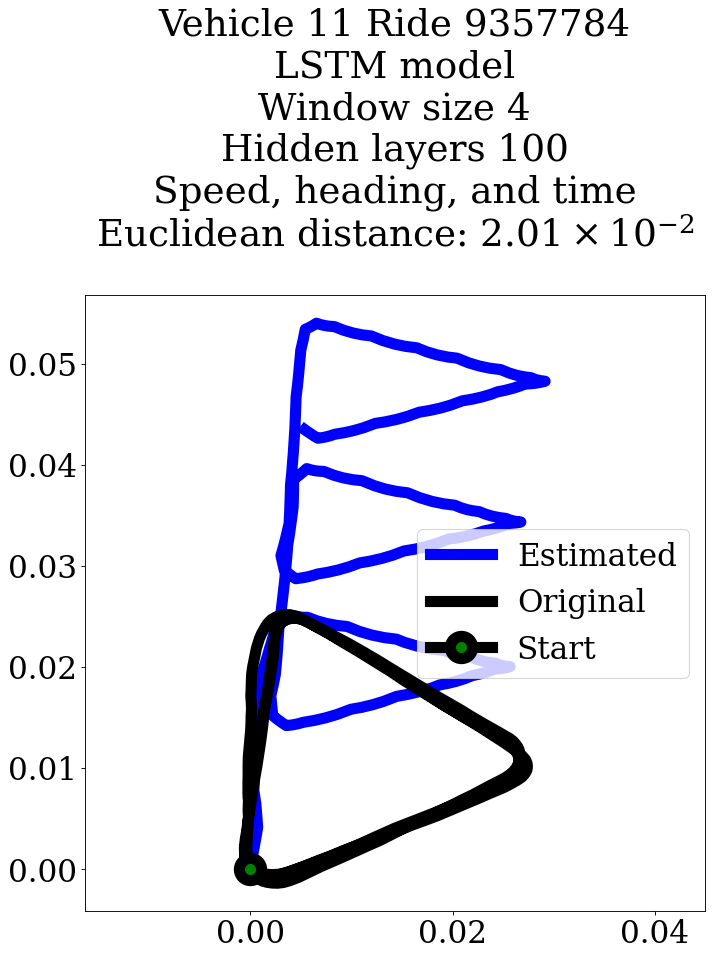 Vehicle 11 Ride 9357784
LSTM model
Window size 4
Hidden layers 100
Speed, heading, and time
Euclidean distance: 2.01 × 10⁻²
0.05
0.04
0.03
0.02
0.01
0.00
Estimated
Original
Start
0.00 0.02 0.04